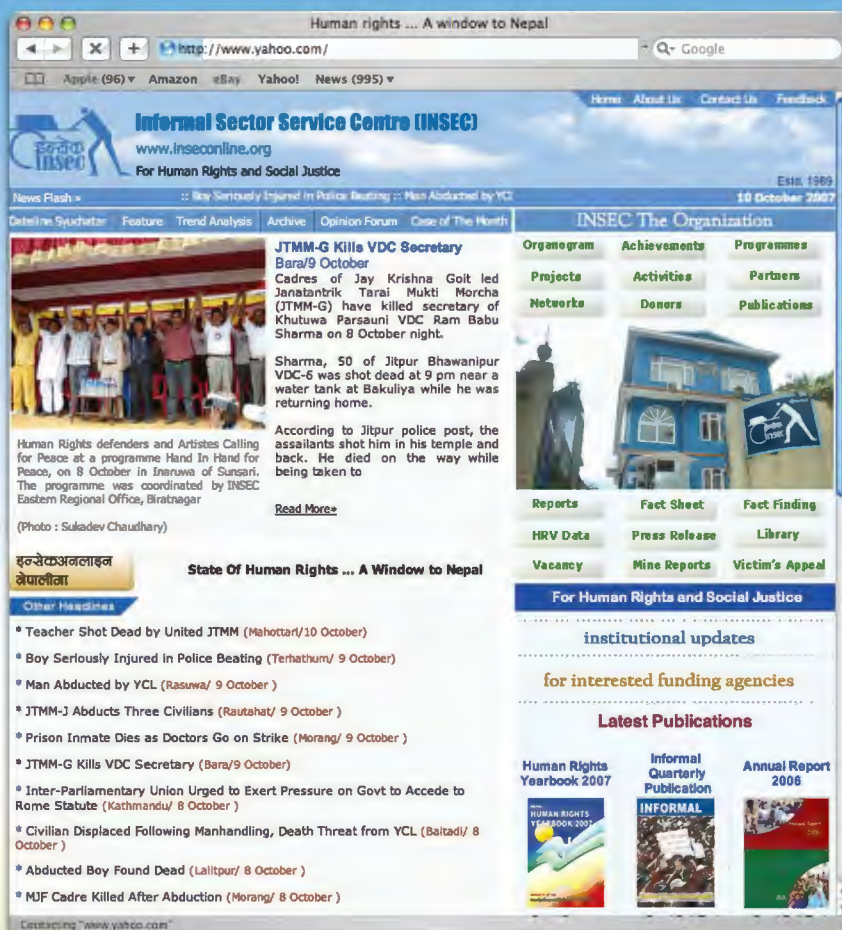 Human rights ... A window to Nepal
http://www.yahoo.com/
Google
Apple (96) Amazon eBay Yahoo! News (995)
Home About Us Contact Us Feedback
इन्सेक
insec
Informal Sector Service Centre (INSEC)
www.inseconline.org
For Human Rights and Social Justice
Estd. 1989
News Flash »
:: Boy Seriously Injured in Police Beating :: Man Abducted by YCL
10 October 2007
Dateline Syuchatar Feature Trend Analysis Archive Opinion Forum Case of The Month
INSEC The Organization
JTMM-G Kills VDC Secretary
Bara/9 October
Cadres of Jay Krishna Goit led
Janatantrik Tarai Mukti Morcha
(JTMM-G) have killed secretary of
Khutuwa Parsauni VDC Ram Babu
Sharma on 8 October night.
Sharma, 50 of Jitpur Bhawanipur
VDC-6 was shot dead at 9 pm near a
water tank at Bakuliya while he was
returning home.
According to Jitpur police post, the
assailants shot him in his temple and
back. He died on the way while
being taken to
Read More»
Human Rights defenders and Artistes Calling
for Peace at a programme Hand In Hand for
Peace, on 8 October in Inaruwa of Sunsari.
The programme was coordinated by INSEC
Eastern Regional Office, Biratnagar
(Photo : Sukadev Chaudhary)
Organogram Achievements Programmes
Projects Activities Partners
Networks Donors Publications
insec
Reports Fact Sheet Fact Finding
HRV Data Press Release Library
Vacancy Mine Reports Victim's Appeal
इन्सेकअनलाइन
नेपालीमा
State Of Human Rights ... A Window to Nepal
Other Headlines
* Teacher Shot Dead by United JTMM (Mahottari/10 October)
* Boy Seriously Injured in Police Beating (Terhathum/ 9 October)
* Man Abducted by YCL (Rasuwa/ 9 October )
* JTMM-J Abducts Three Civilians (Rautahat/ 9 October )
* Prison Inmate Dies as Doctors Go on Strike (Morang/ 9 October )
* JTMM-G Kills VDC Secretary (Bara/9 October)
* Inter-Parliamentary Union Urged to Exert Pressure on Govt to Accede to
Rome Statute (Kathmandu/ 8 October )
* Civilian Displaced Following Manhandling, Death Threat from YCL (Baitadi/ 8
October )
* Abducted Boy Found Dead (Lalitpur/ 8 October )
* MJF Cadre Killed After Abduction (Morang/ 8 October )
For Human Rights and Social Justice
institutional updates
for interested funding agencies
Latest Publications
Human Rights
Yearbook 2007
Informal
Quarterly
Publication
Annual Report
2006
HUMAN RIGHTS
YEARBOOK 2007
INFORMAL
Annual Report
2006
Contacting "www.yahoo.com"